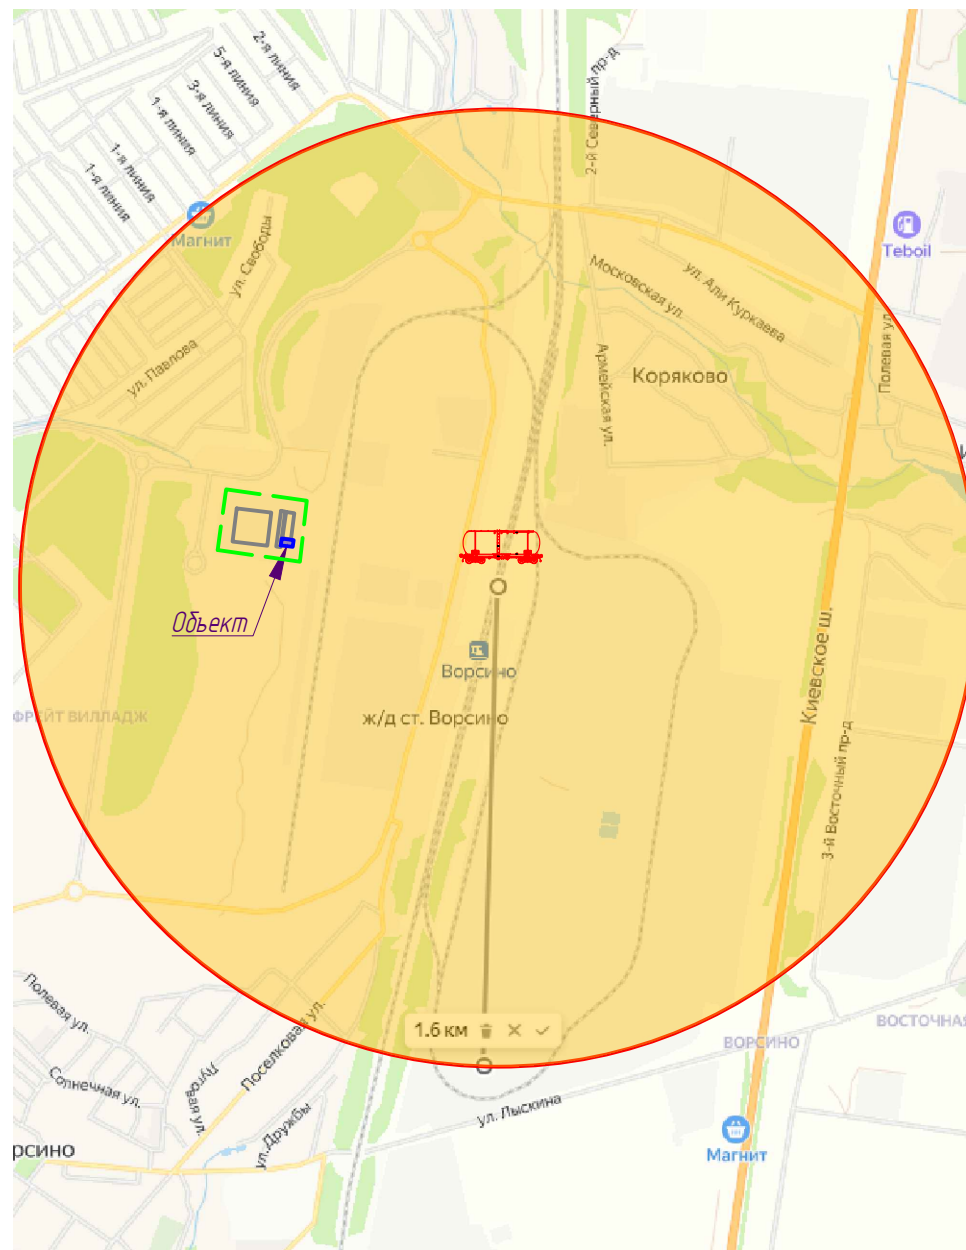 2-я линия
5-я линия
3-я линия
1-я линия
1-я линия
1-я линия
2-й Северный пр-д
Магнит
ул. Свободы
Teboil
Московская ул.
ул. Али Куркаева
ул. Павлова
Армейская ул.
Коряково
Полевая ул.
Объект
Ворсино
Киевское ш.
ФРЕЙТ ВИЛЛАДЖ
ж/д ст. Ворсино
3-й Восточный пр-д
Полевая ул.
Поселковая ул.
1.6 км
ВОСТОЧНАЯ
ВОРСИНО
Солнечная ул.
Луговая ул.
ул. Дружбы
ул. Лыскина
рсино
Магнит